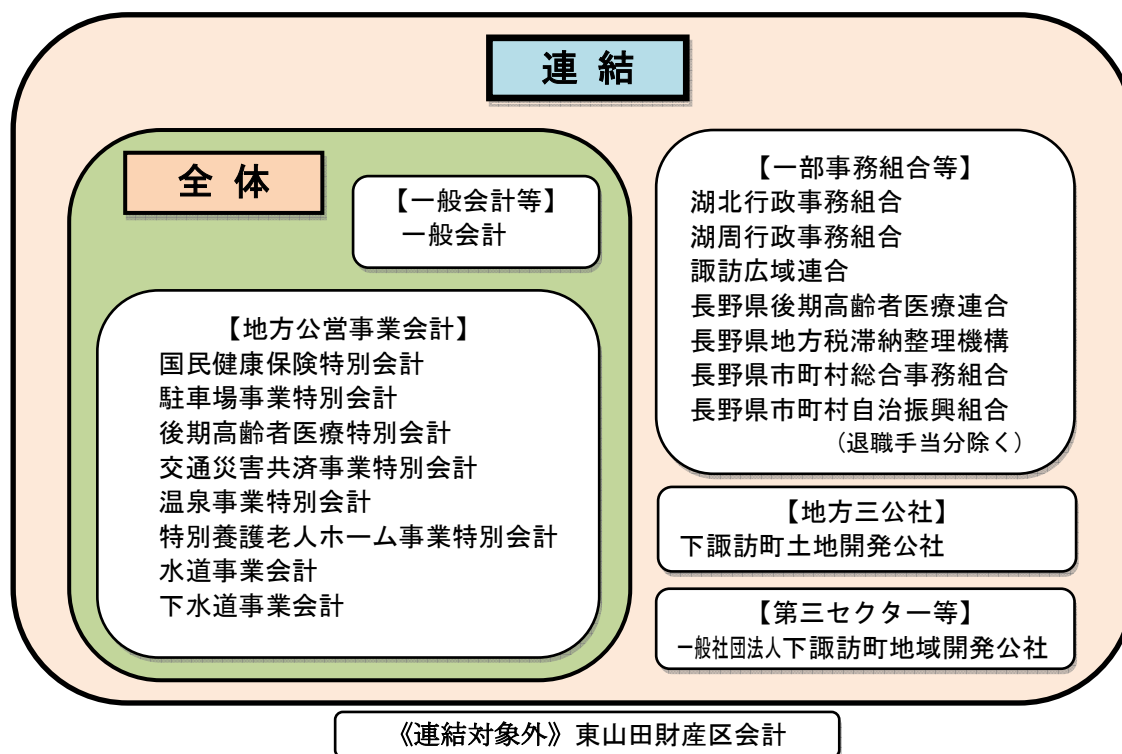 連結
全体
【一般会計等】
一般会計
【地方公営事業会計】
国民健康保険特別会計
駐車場事業特別会計
後期高齢者医療特別会計
交通災害共済事業特別会計
温泉事業特別会計
特別養護老人ホーム事業特別会計
水道事業会計
下水道事業会計
【一部事務組合等】
湖北行政事務組合
湖周行政事務組合
諏訪広域連合
長野県後期高齢者医療連合
長野県地方税滞納整理機構
長野県市町村総合事務組合
長野県市町村自治振興組合
（退職手当分除く）
【地方三公社】
下諏訪町土地開発公社
【第三セクター等】
一般社団法人下諏訪町地域開発公社
《連結対象外》東山田財産区会計